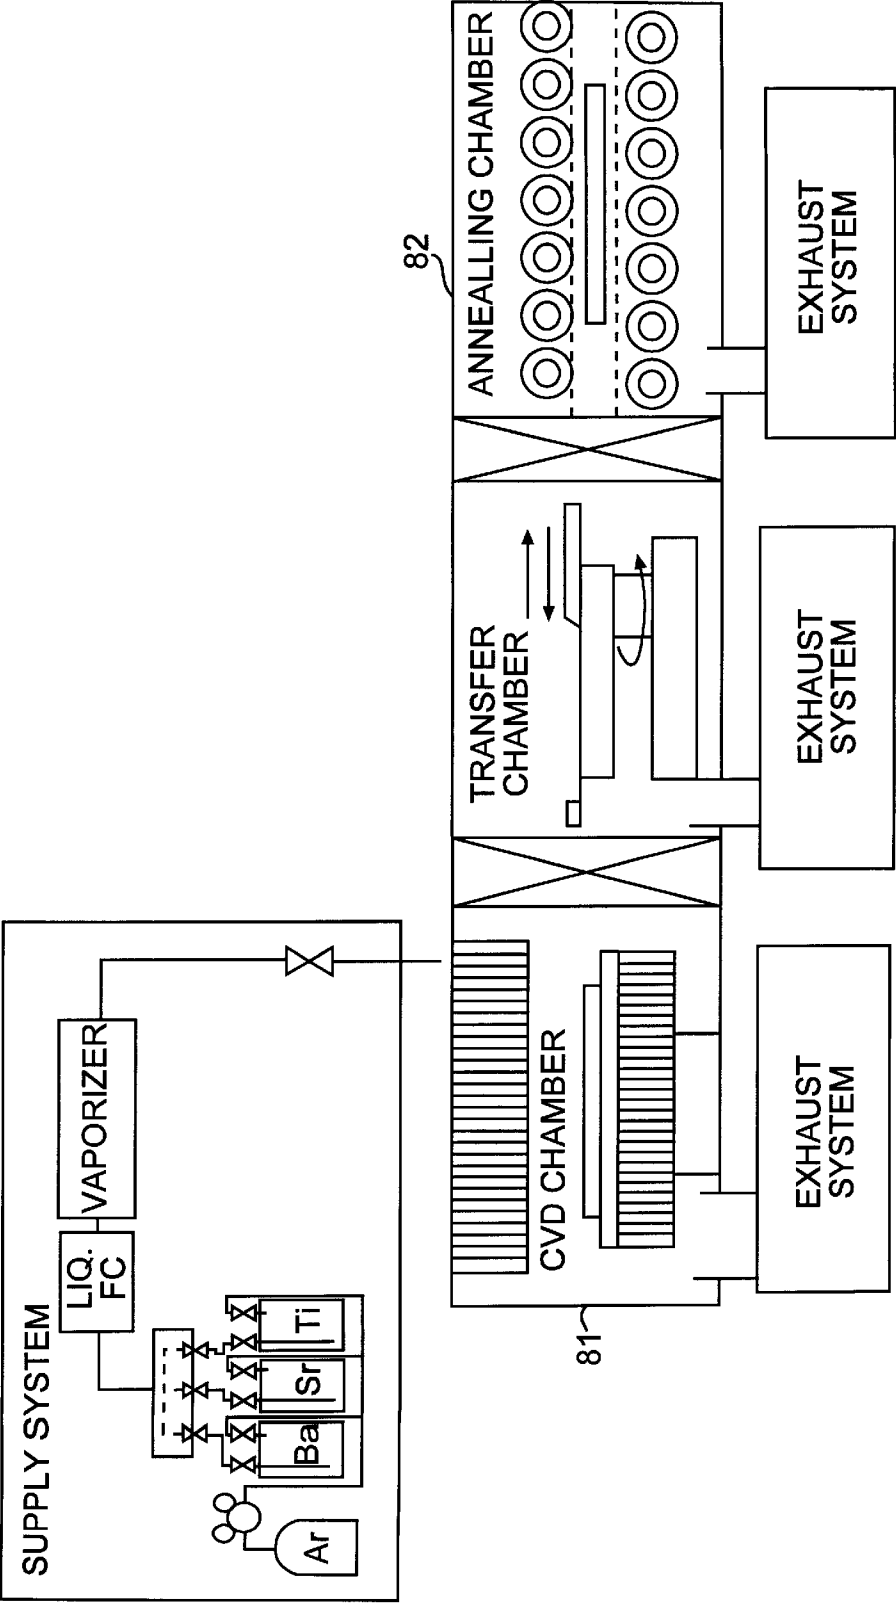 SUPPLY SYSTEM
LIQ.
FC
VAPORIZER
Ar
Ba
Sr
Ti
81
CVD CHAMBER
TRANSFER
CHAMBER
82
ANNEALLING CHAMBER
EXHAUST
SYSTEM
EXHAUST
SYSTEM
EXHAUST
SYSTEM